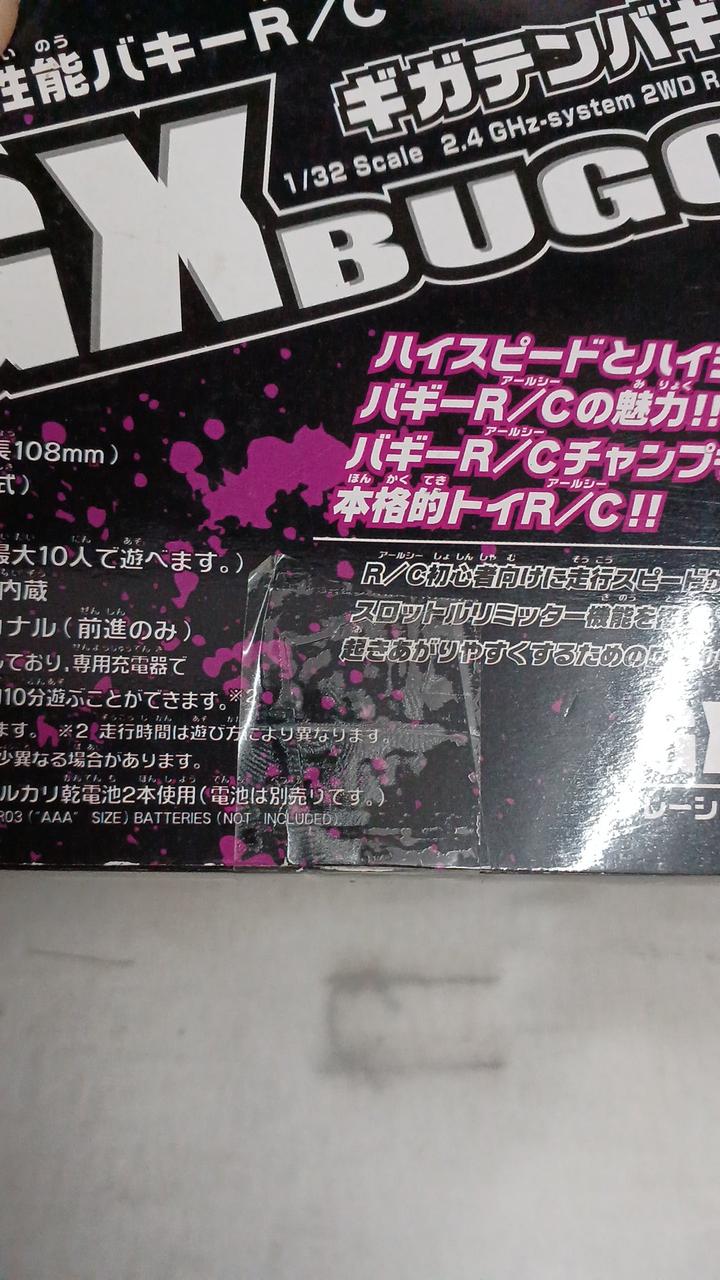 性能バギーR/C
ギガテンバギ
1/32 Scale 2.4 GHz-system 2WD R
GX BUGG
ハイスピードとハイ
バギーR/Cの魅力!!
バギーR/Cチャンプ
本格的トイR/C!!
長108mm)
式)
最大10人で遊べます。)
内蔵
ナル(前進のみ)
ており,専用充電器で
10分遊ぶことができます。※2
ます。 ※2 走行時間は遊び方により異なります。
少異なる場合があります。
ルカリ乾電池2本使用(電池は別売りです。)
R03 ("AAA" SIZE) BATTERIES (NOT INCLUDED)
R/C初心者向けに走行スピードが
スロットルリミッター機能を
起きあがりやすくするための
レーシ